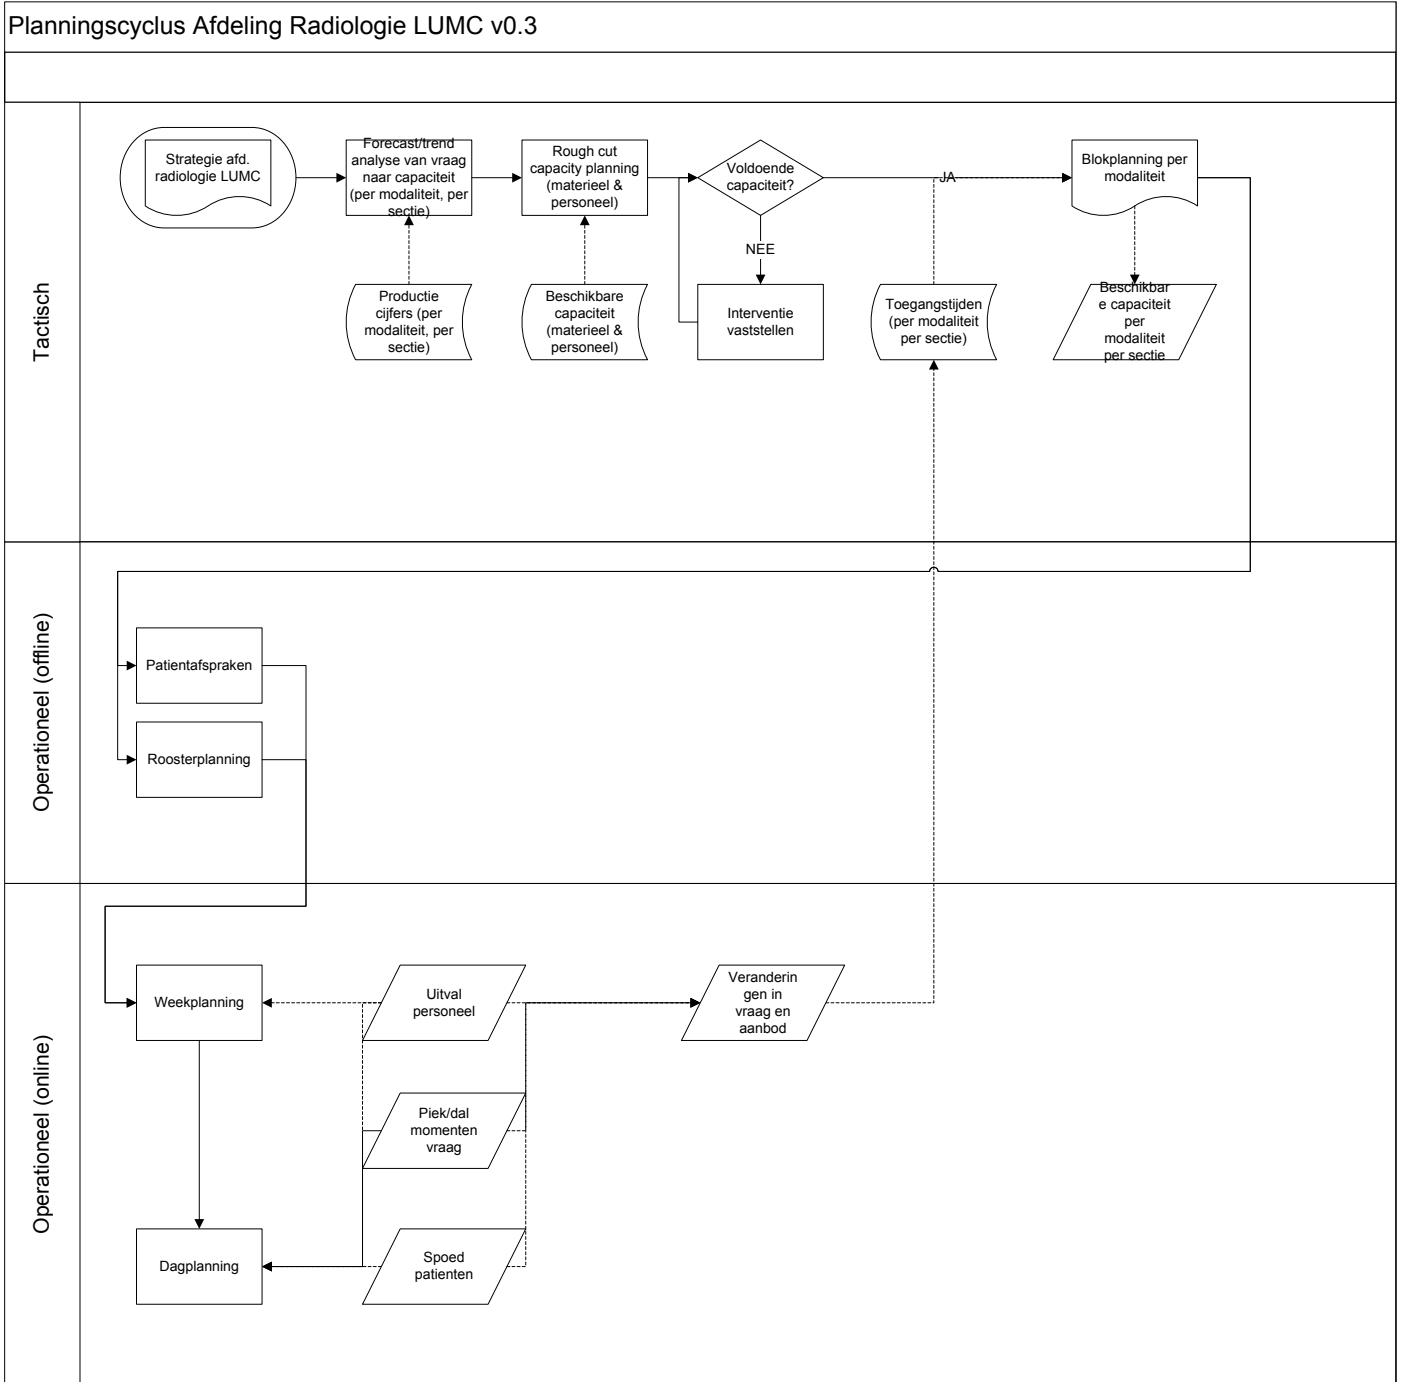 Planningscyclus Afdeling Radiologie LUMC v0.3
Tactisch
Strategie afd.
radiologie LUMC
Forecast/trend
analyse van vraag
naar capaciteit
(per modaliteit, per
sectie)
Rough cut
capacity planning
(materieel &
personeel)
Voldoende
capaciteit?
JA
Blokplanning per
modaliteit
NEE
Productie
cijfers (per
modaliteit, per
sectie)
Beschikbare
capaciteit
(materieel &
personeel)
Interventie
vaststellen
Toegangstijden
(per modaliteit
per sectie)
Beschikbar
e capaciteit
per
modaliteit
per sectie
Operationeel (offline)
Patientafspraken
Roosterplanning
Operationeel (online)
Weekplanning
Uitval
personeel
Veranderin
gen in
vraag en
aanbod
Piek/dal
momenten
vraag
Dagplanning
Spoed
patienten